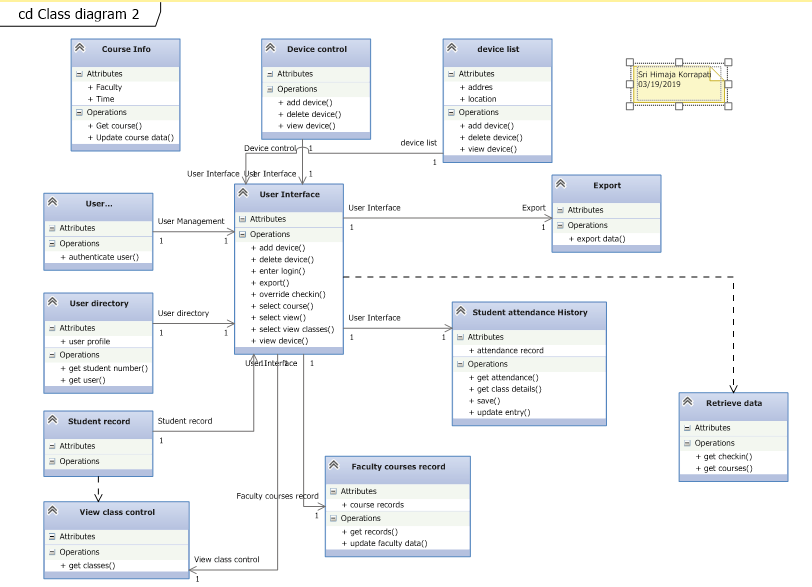 cd Class diagram 2
Course Info
Attributes
+ Faculty
+ Time
Operations
+ Get course()
+ Update course data()
Device control
Attributes
Operations
+ add device()
+ delete device()
+ view device()
device list
Attributes
+ addres
+ location
Operations
+ add device()
+ delete device()
+ view device()
Sri Himaja Korrapati
03/19/2019
Device control
1
device list
1
User Interface
User Interface
1
User...
Attributes
Operations
+ authenticate user()
User Management
1
1
User Interface
Attributes
Operations
+ add device()
+ delete device()
+ enter login()
+ export()
+ override checkin()
+ select course()
+ select view()
+ select view classes()
+ view device()
User Interface
1
Export
1
Export
Attributes
Operations
+ export data()
User directory
Attributes
+ user profile
Operations
+ get student number()
+ get user()
User directory
1
1
User Interface
1
1
Student attendance History
Attributes
+ attendance record
Operations
+ get attendance()
+ get class details()
+ save()
+ update entry()
Retrieve data
Attributes
Operations
+ get checkin()
+ get courses()
User Interface
1
1
Student record
Attributes
Operations
Student record
1
Faculty courses record
1
Faculty courses record
Attributes
+ course records
Operations
+ get records()
+ update faculty data()
View class control
Attributes
Operations
+ get classes()
View class control
1